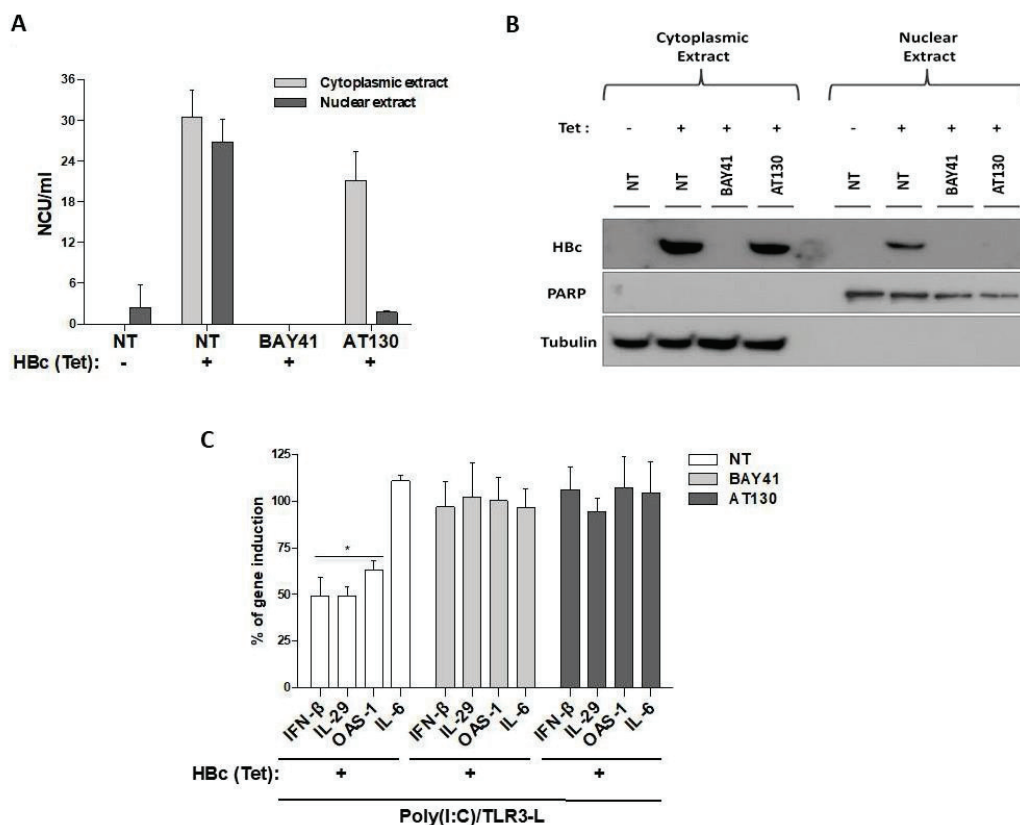 A
36
30
24
18
12
6
0
NCU/ml
Cytoplasmic extract
Nuclear extract
NT NT BAY41 AT130
HBc (Tet): - + + +
B
Cytoplasmic Extract
Nuclear Extract
Tet : - + + + - + + +
NT NT BAY41 AT130 NT NT BAY41 AT130
HBc
PARP
Tubulin
C
125
100
75
50
25
0
% of gene induction
*
NT
BAY41
AT130
IFN-β IL-29 OAS-1 IL-6 IFN-β IL-29 OAS-1 IL-6 IFN-β IL-29 OAS-1 IL-6
HBc (Tet): + + +
Poly(I:C)/TLR3-L